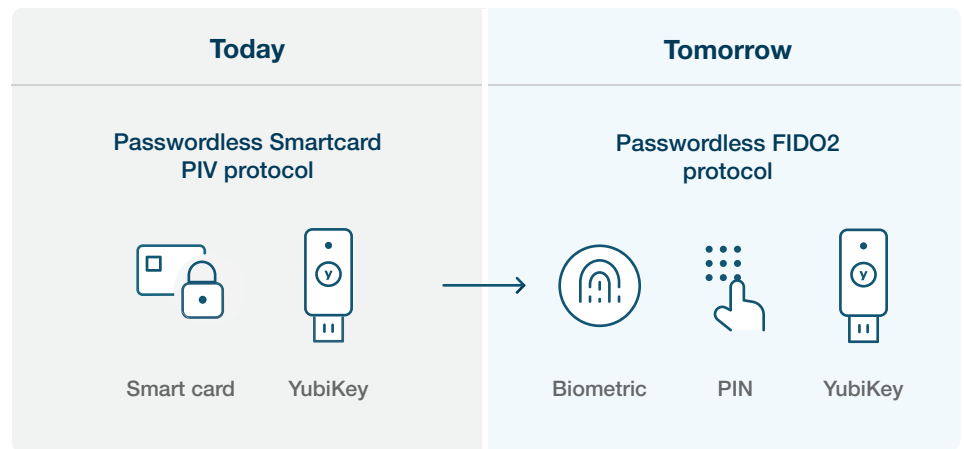 Today
Tomorrow
Passwordless Smartcard
PIV protocol
Passwordless FIDO2
protocol
y
y
Smart card
YubiKey
Biometric
PIN
YubiKey